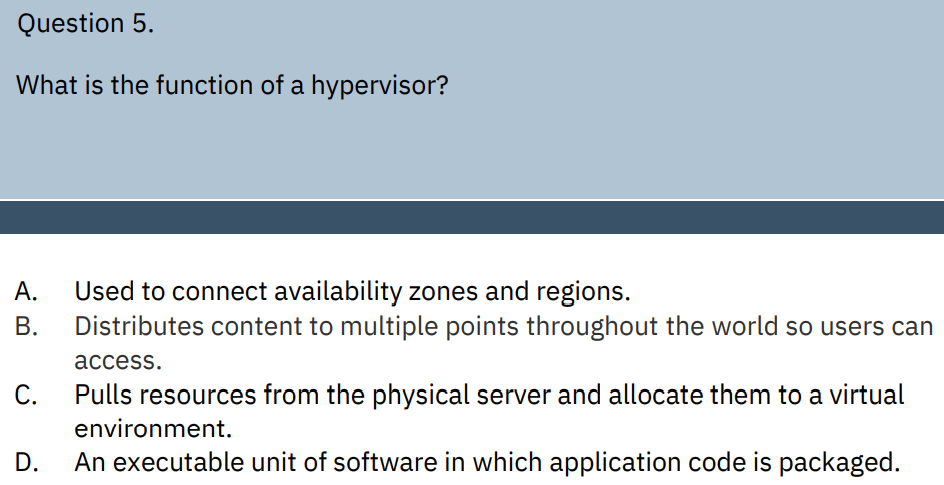 Question 5.
What is the function of a hypervisor?
A. Used to connect availability zones and regions.
B. Distributes content to multiple points throughout the world so users can
access.
C. Pulls resources from the physical server and allocate them to a virtual
environment.
D. An executable unit of software in which application code is packaged.